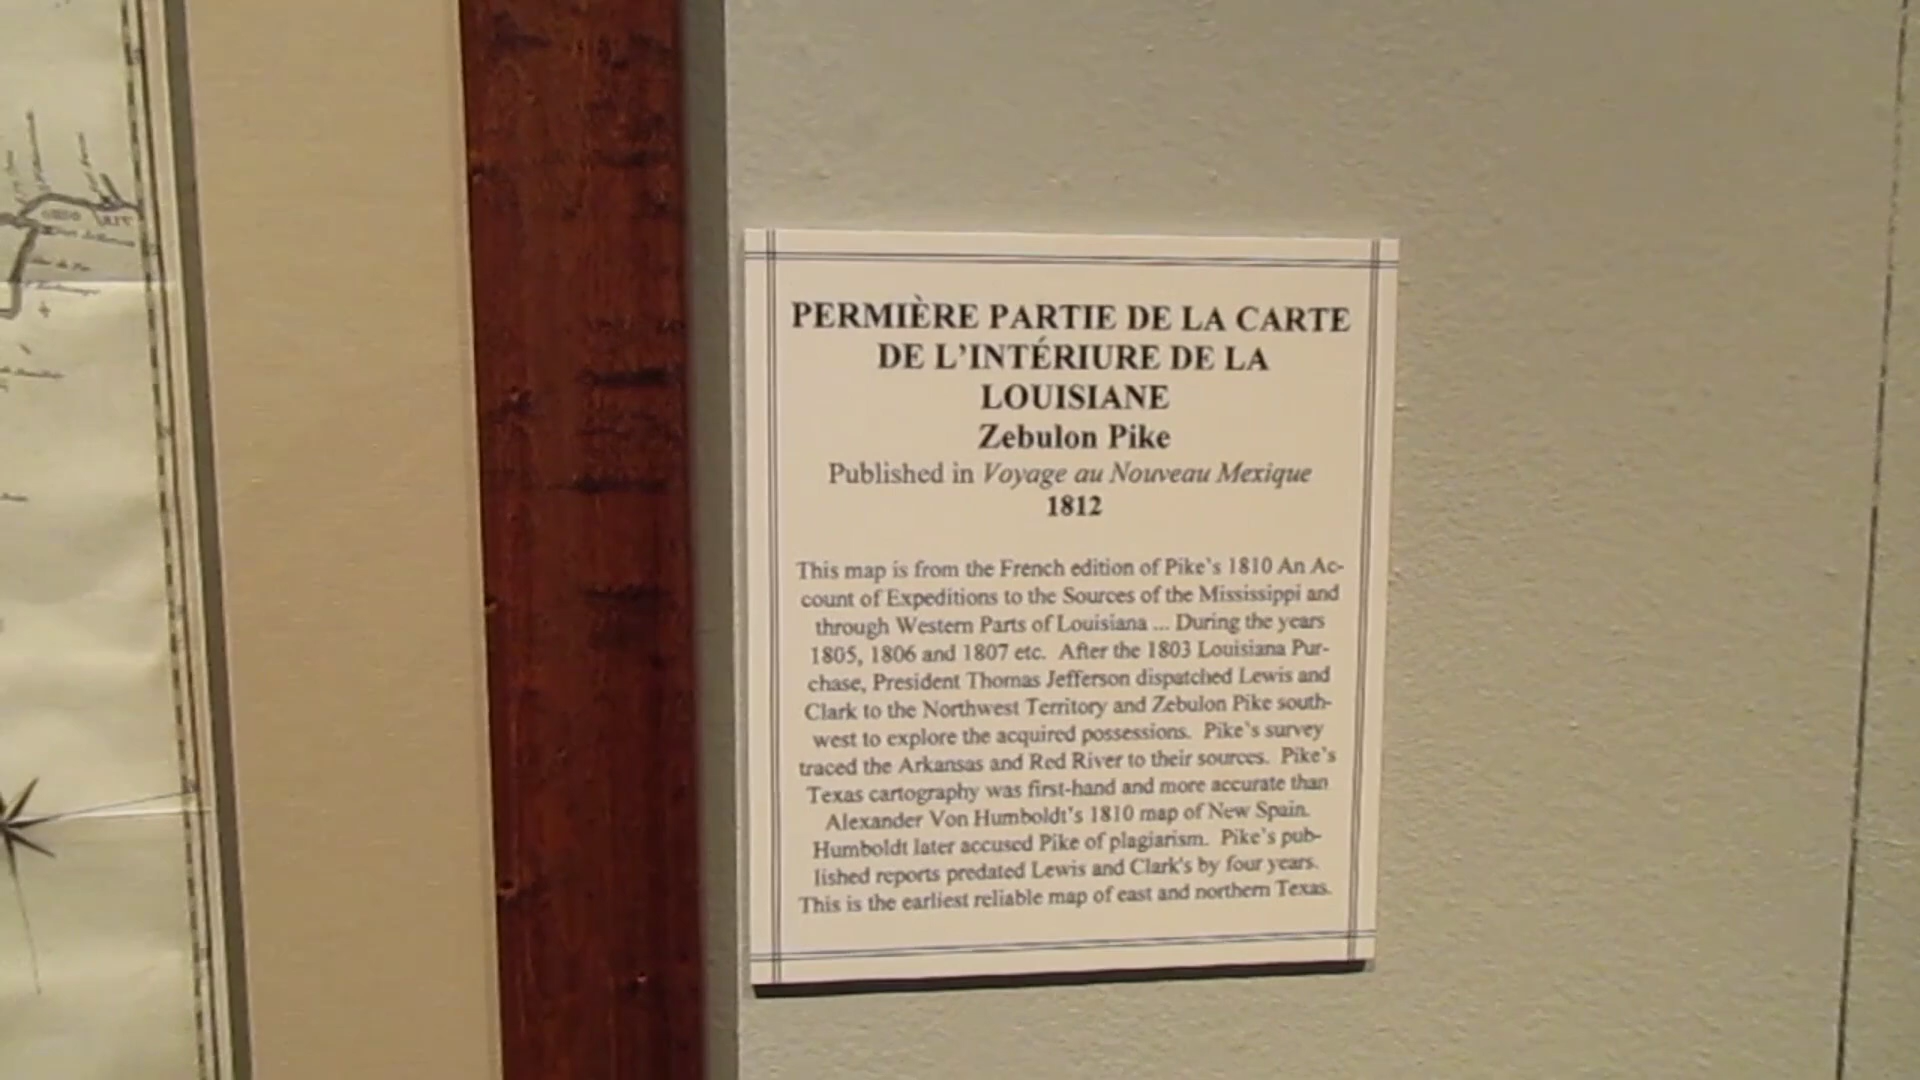 OHIO RIV
PERMIÈRE PARTIE DE LA CARTE
DE L'INTÉRIURE DE LA
LOUISIANE
Zebulon Pike
Published in Voyage au Nouveau Mexique
1812
This map is from the French edition of Pike's 1810 An Ac-
count of Expeditions to the Sources of the Mississippi and
through Western Parts of Louisiana ... During the years
1805, 1806 and 1807 etc. After the 1803 Louisiana Pur-
chase, President Thomas Jefferson dispatched Lewis and
Clark to the Northwest Territory and Zebulon Pike south-
west to explore the acquired possessions. Pike's survey
traced the Arkansas and Red River to their sources. Pike's
Texas cartography was first-hand and more accurate than
Alexander Von Humboldt's 1810 map of New Spain.
Humboldt later accused Pike of plagiarism. Pike's pub-
lished reports predated Lewis and Clark's by four years.
This is the earliest reliable map of east and northern Texas.